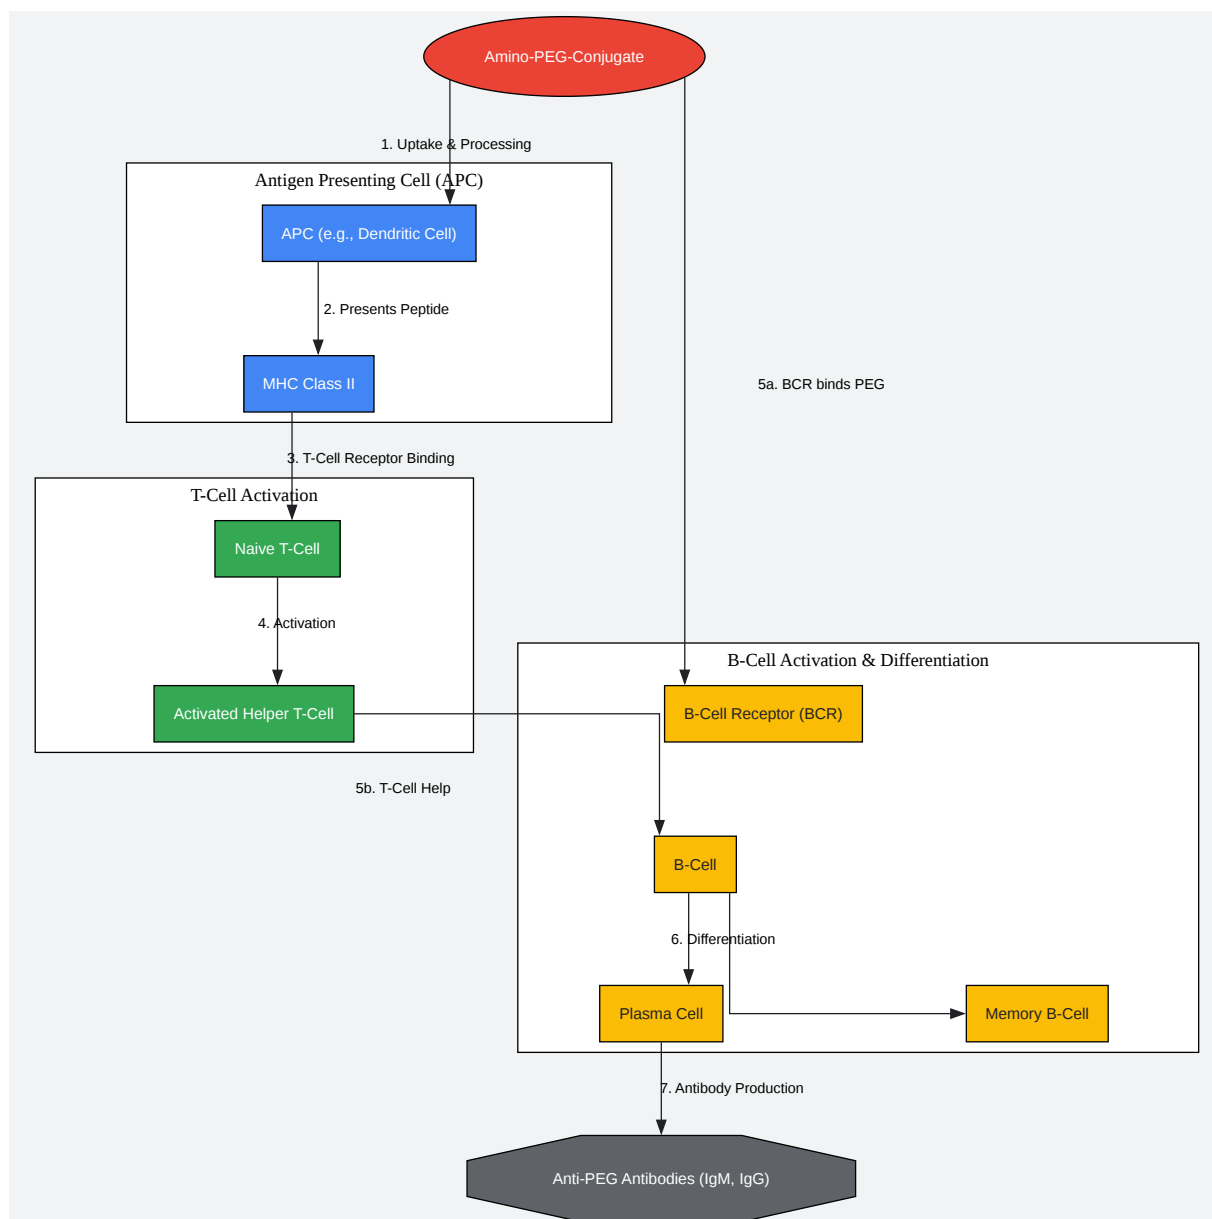 Amino-PEG-Conjugate
1. Uptake & Processing
Antigen Presenting Cell (APC)
APC (e.g., Dendritic Cell)
2. Presents Peptide
MHC Class II
5a. BCR binds PEG
3. T-Cell Receptor Binding
T-Cell Activation
Naive T-Cell
4. Activation
B-Cell Activation & Differentiation
Activated Helper T-Cell
B-Cell Receptor (BCR)
5b. T-Cell Help
B-Cell
6. Differentiation
Plasma Cell
Memory B-Cell
7. Antibody Production
Anti-PEG Antibodies (IgM, IgG)